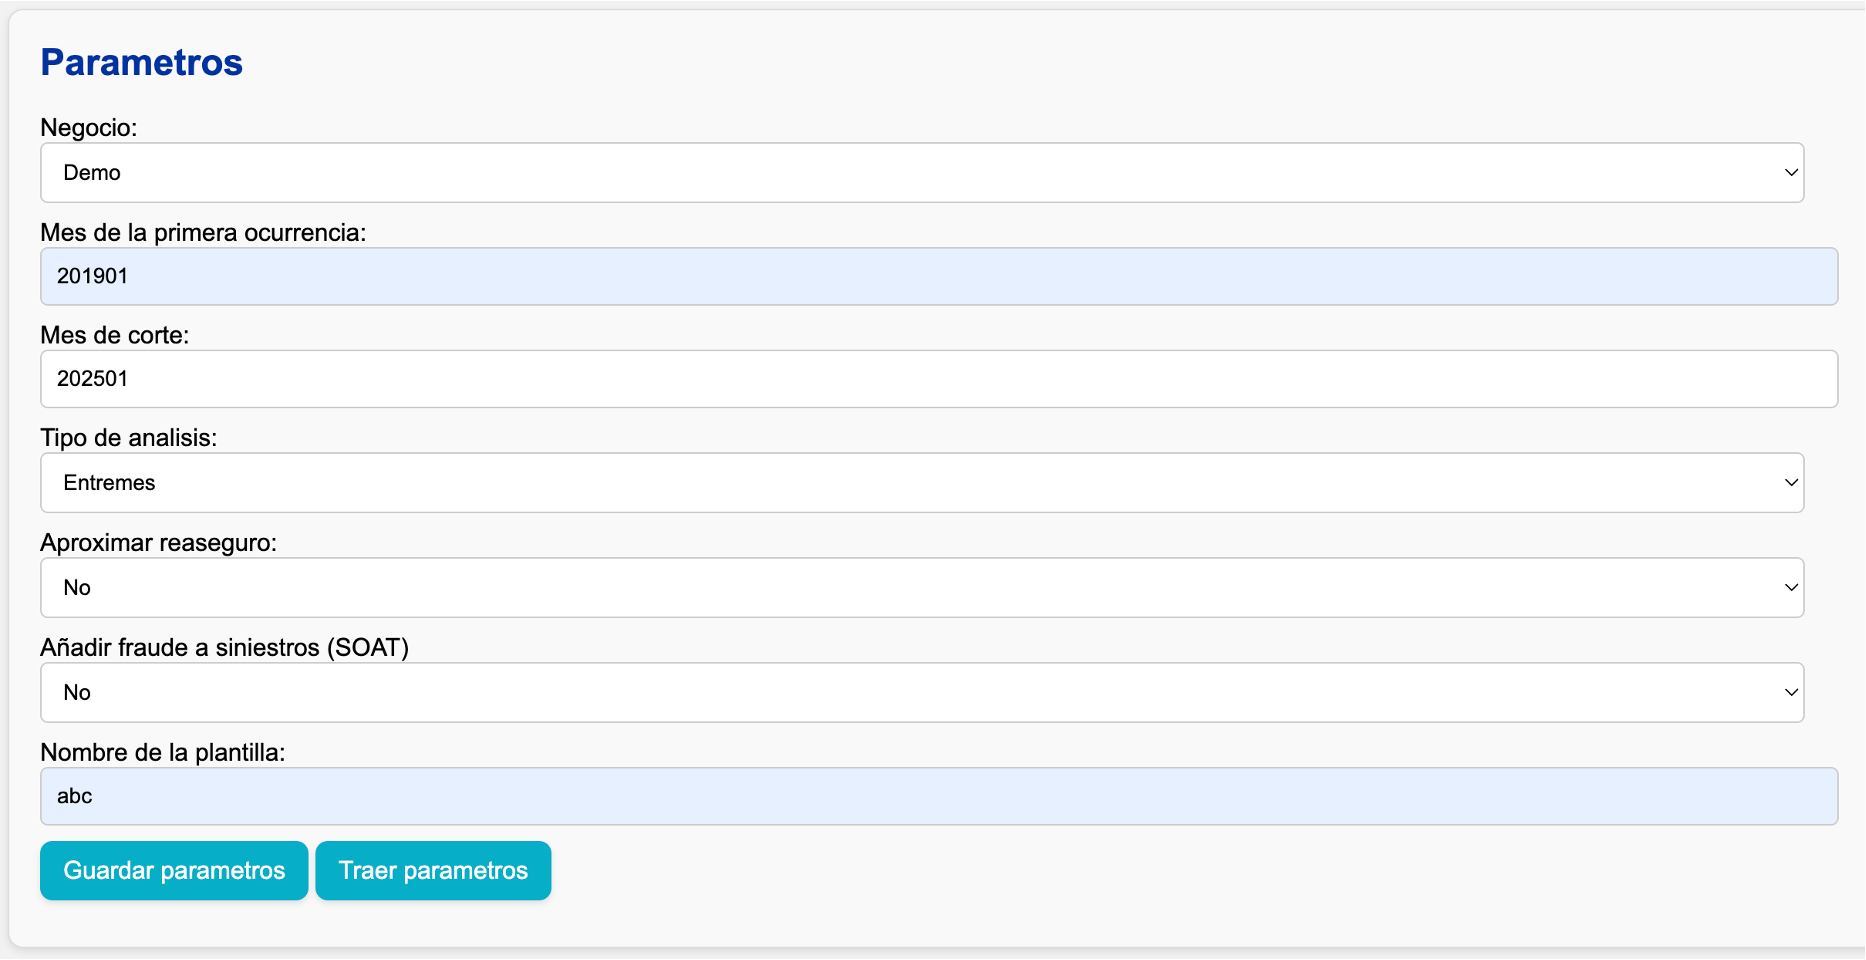 Parametros
Negocio:
Demo
Mes de la primera ocurrencia:
201901
Mes de corte:
202501
Tipo de analisis:
Entremes
Aproximar reaseguro:
No
Añadir fraude a siniestros (SOAT)
No
Nombre de la plantilla:
abc
Guardar parametros Traer parametros